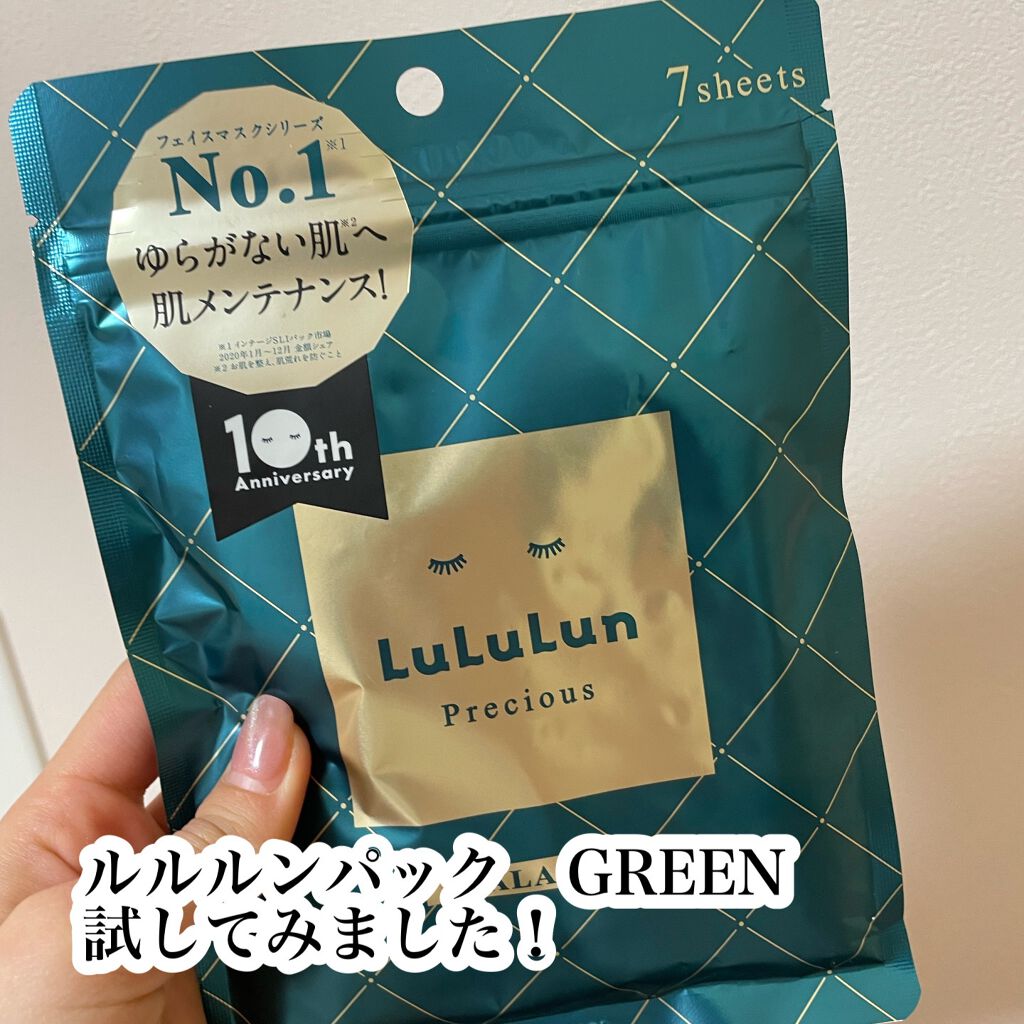 7sheets
フェイスマスクシリーズ
No.1※1
ゆらがない肌※2へ
肌メンテナンス!
※1 インテージSLIパック市場
2020年1月～12月 金額シェア
※2 お肌を整え、肌荒れを防ぐこと
10th
Anniversary
LuLuLun
Precious
ルルルンパック GREEN
試してみました！